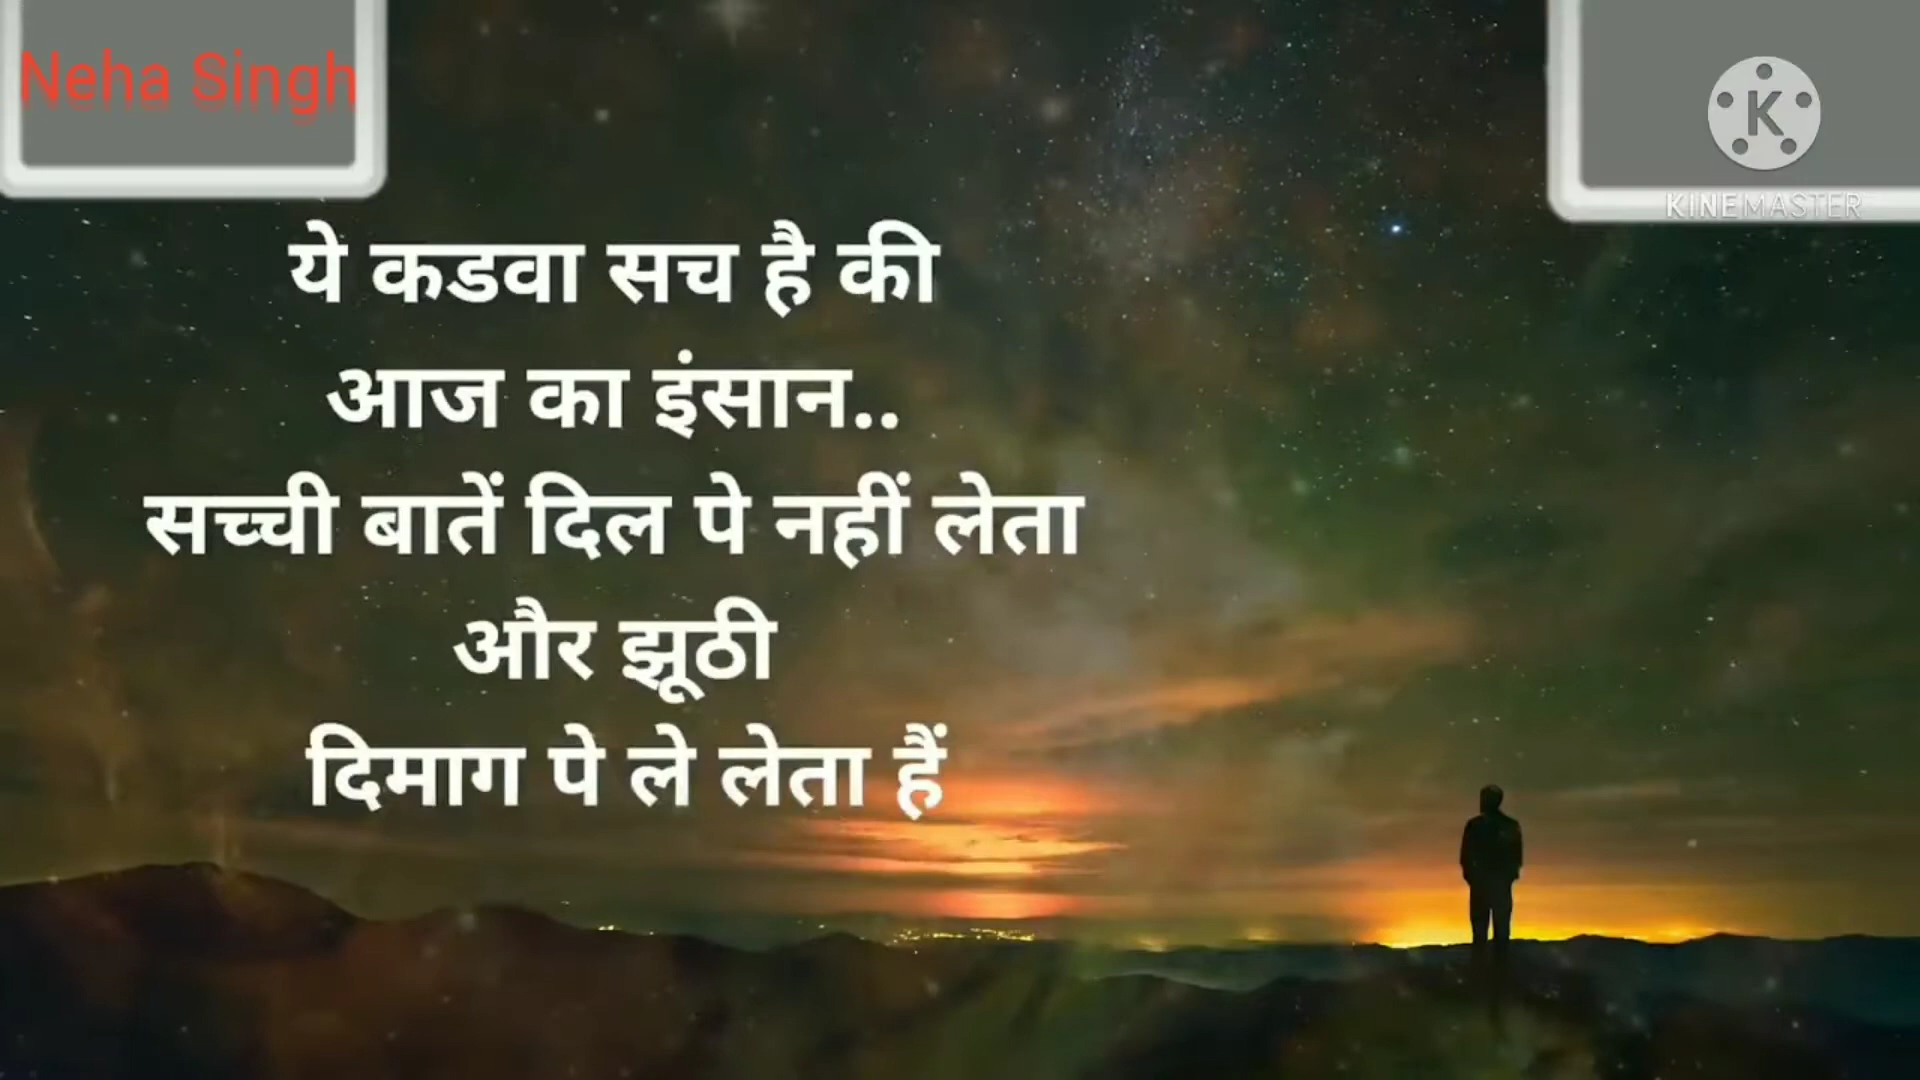 Neha Singh
KINEMASTER
ये कडवा सच है की
आज का इंसान..
सच्ची बातें दिल पे नहीं लेता
और झूठी
दिमाग पे ले लेता हैं